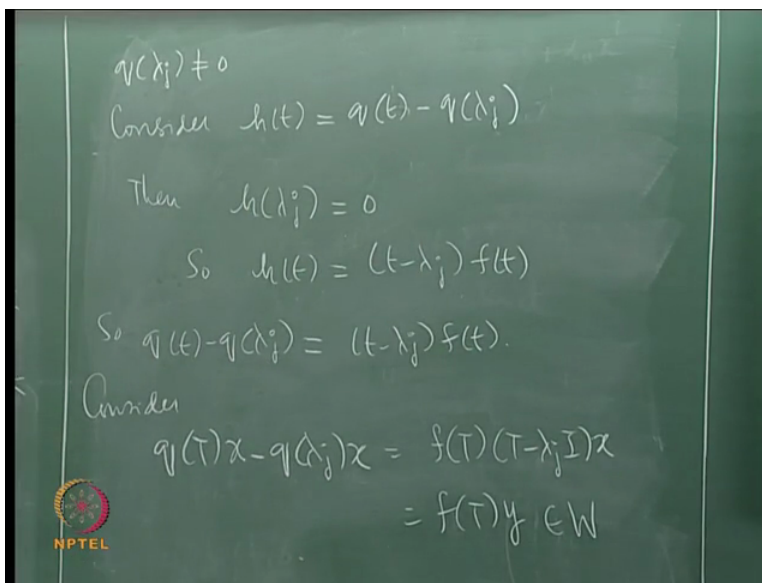 q(λj) ≠ 0
Consider h(t) = q(t) - q(λj)
Then h(λj) = 0
So h(t) = (t-λj) f(t)
So q(t)-q(λj) = (t-λj) f(t).
Consider
q(T)x - q(λj)x = f(T)(T-λjI)x
= f(T)y ∈ W
NPTEL